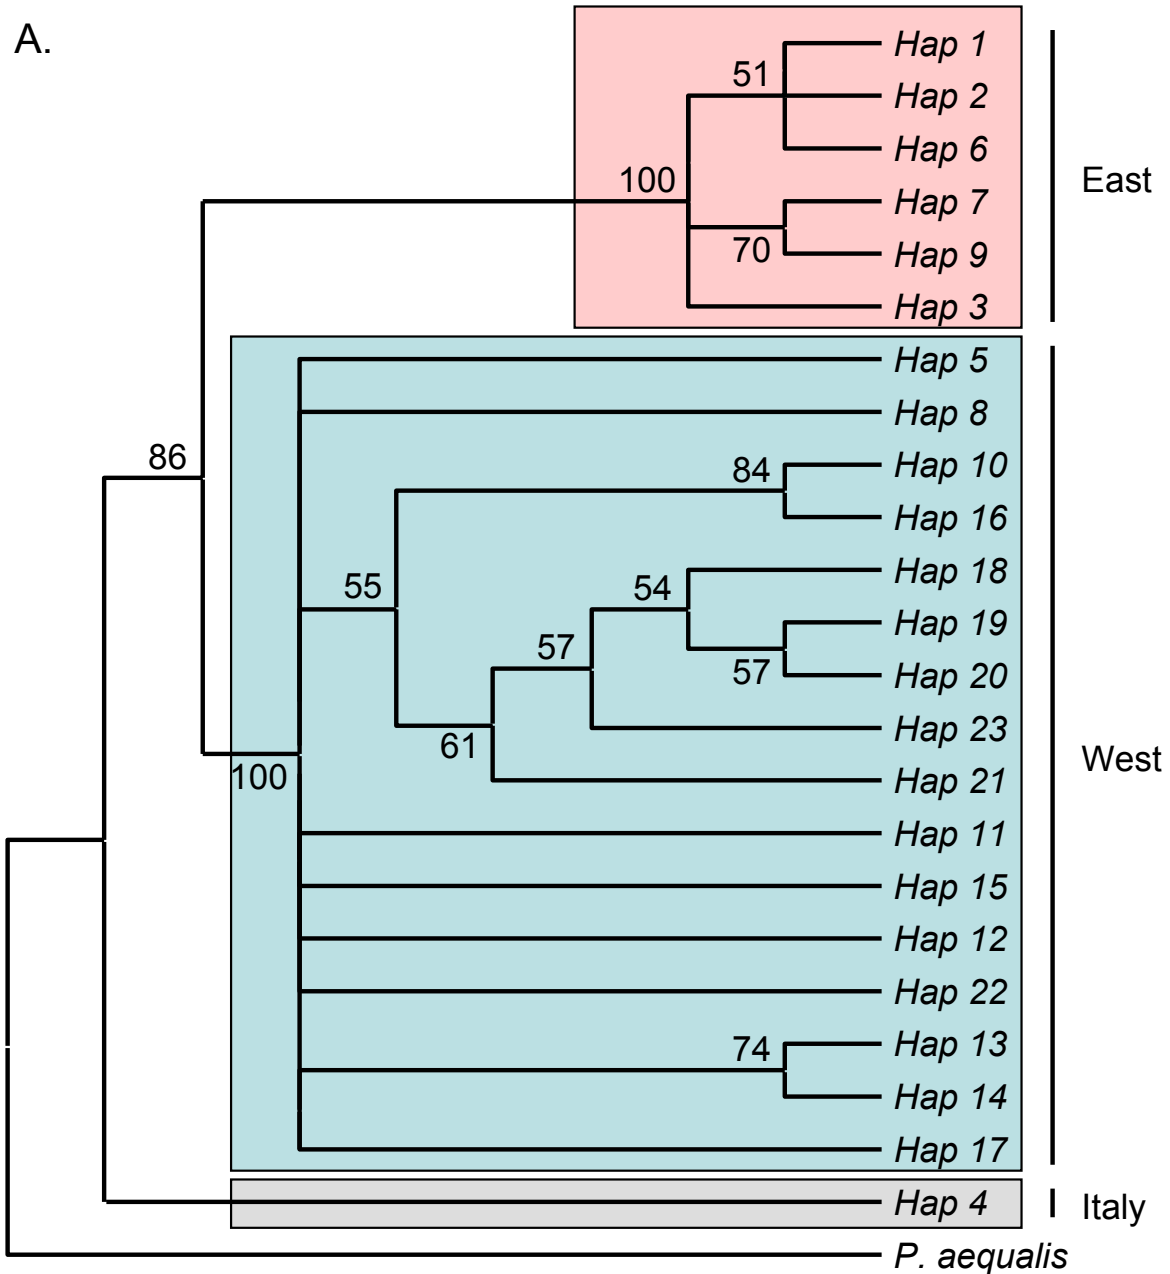 A.
Hap 1
51
Hap 2
Hap 6
100
East
Hap 7
70
Hap 9
Hap 3
Hap 5
Hap 8
86
84
Hap 10
Hap 16
55
54
Hap 18
Hap 19
57
57
Hap 20
61
Hap 23
100
West
Hap 21
Hap 11
Hap 15
Hap 12
Hap 22
74
Hap 13
Hap 14
Hap 17
Hap 4
Italy
P. aequalis